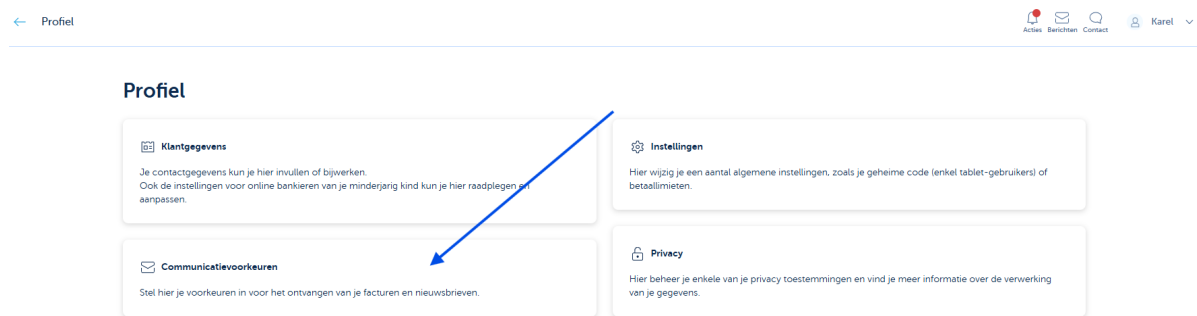 Profiel
Acties Berichten Contact
Karel
Profiel
Klantgegevens
Je contactgegevens kun je hier invullen of bijwerken.
Ook de instellingen voor online bankieren van je minderjarig kind kun je hier raadplegen en
aanpassen.
Instellingen
Hier wijzig je een aantal algemene instellingen, zoals je geheime code (enkel tablet-gebruikers) of
betaallimieten.
Communicatievoorkeuren
Stel hier je voorkeuren in voor het ontvangen van je facturen en nieuwsbrieven.
Privacy
Hier beheer je enkele van je privacy toestemmingen en vind je meer informatie over de verwerking
van je gegevens.